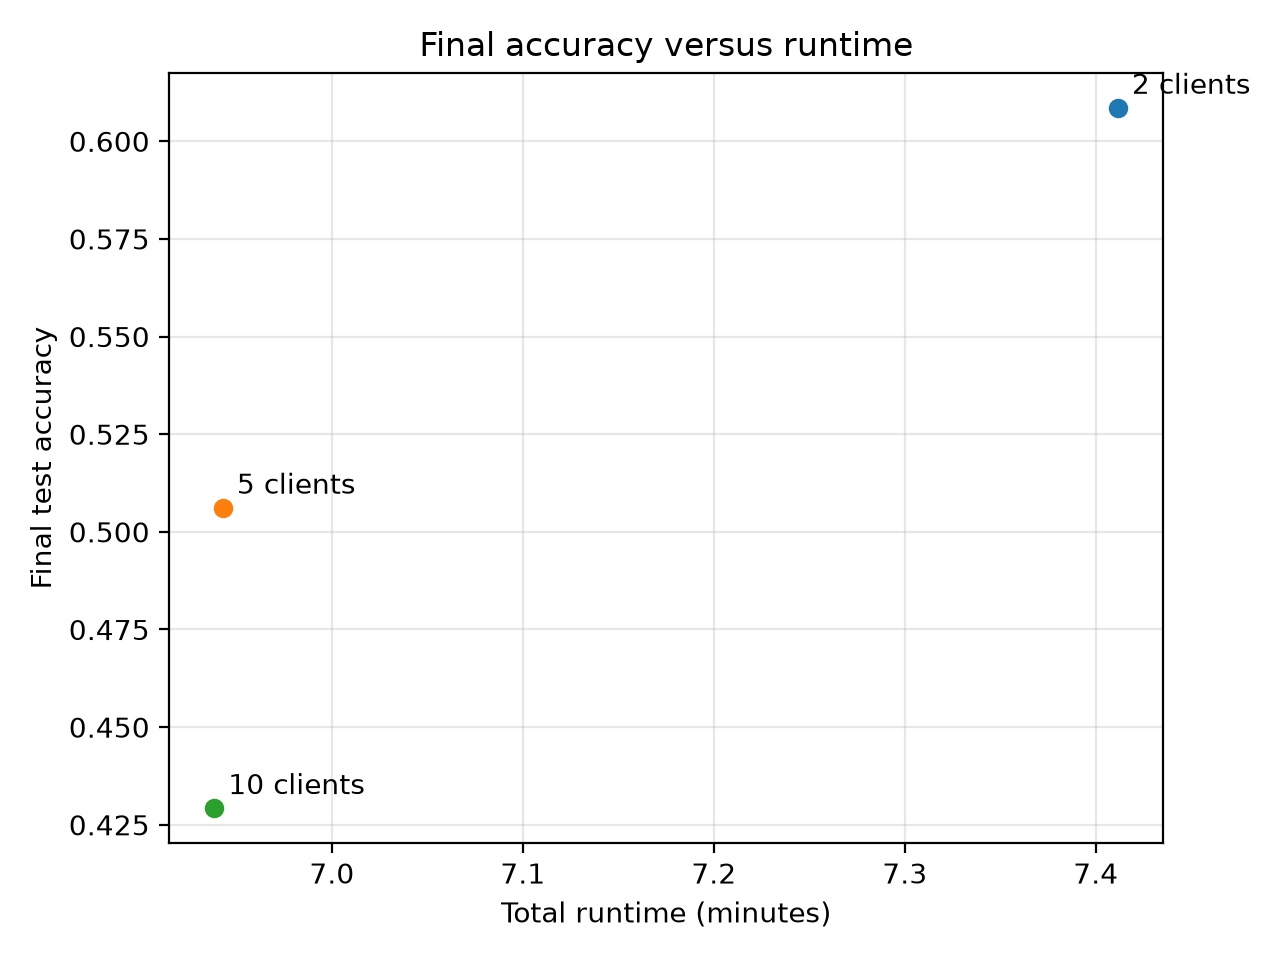 Final accuracy versus runtime
2 clients
0.600
0.575
0.550
0.525
5 clients
0.500
0.475
0.450
10 clients
0.425
Final test accuracy
7.0 7.1 7.2 7.3 7.4
Total runtime (minutes)